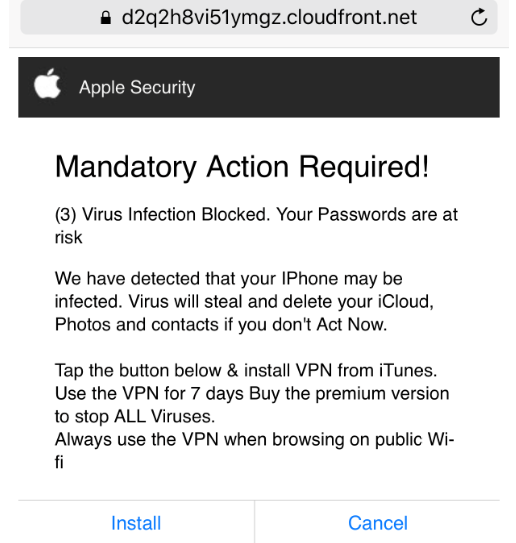 d2q2h8vi51ymgz.cloudfront.net
Apple Security
Mandatory Action Required!
(3) Virus Infection Blocked. Your Passwords are at
risk
We have detected that your IPhone may be
infected. Virus will steal and delete your iCloud,
Photos and contacts if you don't Act Now.
Tap the button below & install VPN from iTunes.
Use the VPN for 7 days Buy the premium version
to stop ALL Viruses.
Always use the VPN when browsing on public Wi-
fi
Install Cancel